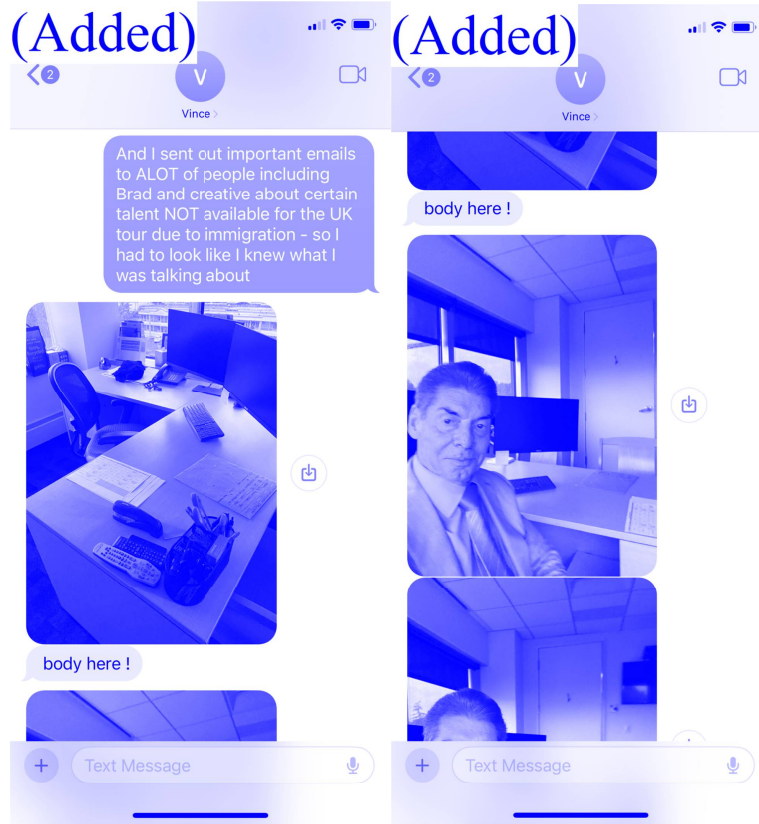 (Added)
2
V
Vince >
And I sent out important emails
to ALOT of people including
Brad and creative about certain
talent NOT available for the UK
tour due to immigration - so I
had to look like I knew what I
was talking about
body here !
Text Message
(Added)
2
V
Vince >
body here !
Text Message